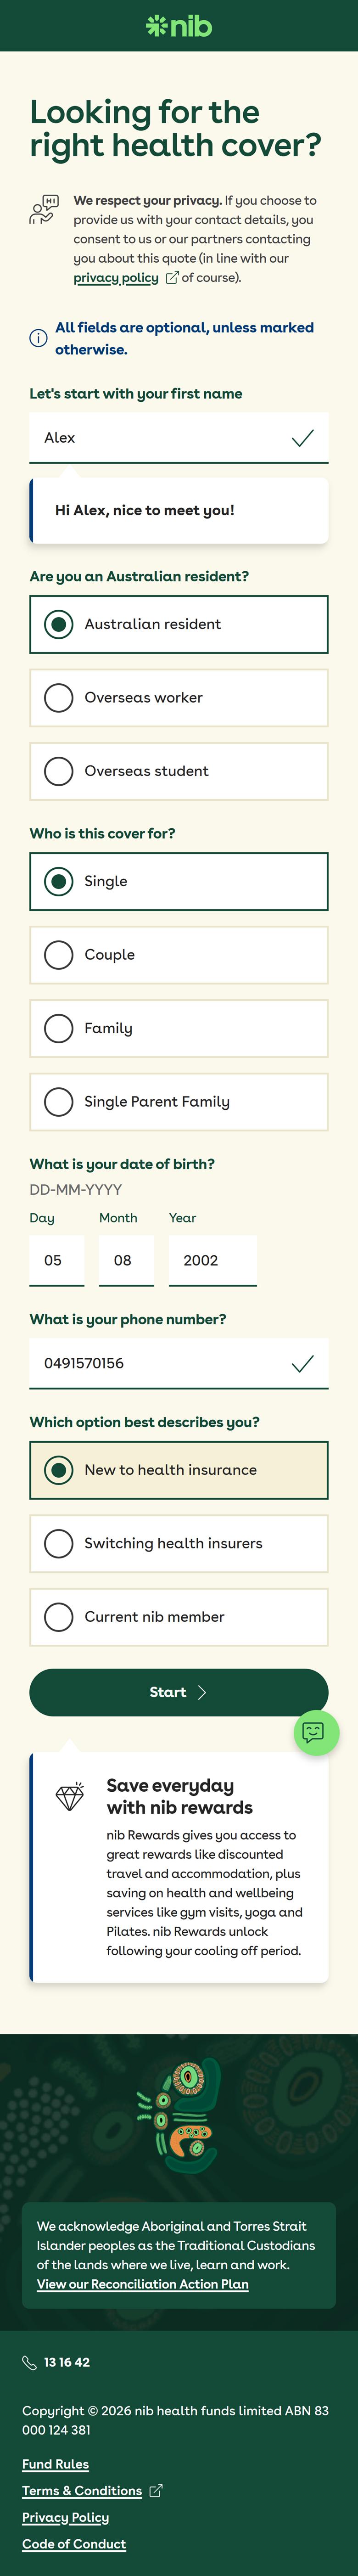 nib
Looking for the
right health cover?
HI
We respect your privacy. If you choose to
provide us with your contact details, you
consent to us or our partners contacting
you about this quote (in line with our
privacy policy of course).
All fields are optional, unless marked
otherwise.
Let's start with your first name
Alex
Hi Alex, nice to meet you!
Are you an Australian resident?
Australian resident
Overseas worker
Overseas student
Who is this cover for?
Single
Couple
Family
Single Parent Family
What is your date of birth?
DD-MM-YYYY
Day Month Year
05 08 2002
What is your phone number?
0491570156
Which option best describes you?
New to health insurance
Switching health insurers
Current nib member
Start
Save everyday
with nib rewards
nib Rewards gives you access to
great rewards like discounted
travel and accommodation, plus
saving on health and wellbeing
services like gym visits, yoga and
Pilates. nib Rewards unlock
following your cooling off period.
We acknowledge Aboriginal and Torres Strait
Islander peoples as the Traditional Custodians
of the lands where we live, learn and work.
View our Reconciliation Action Plan
13 16 42
Copyright © 2026 nib health funds limited ABN 83
000 124 381
Fund Rules
Terms & Conditions
Privacy Policy
Code of Conduct